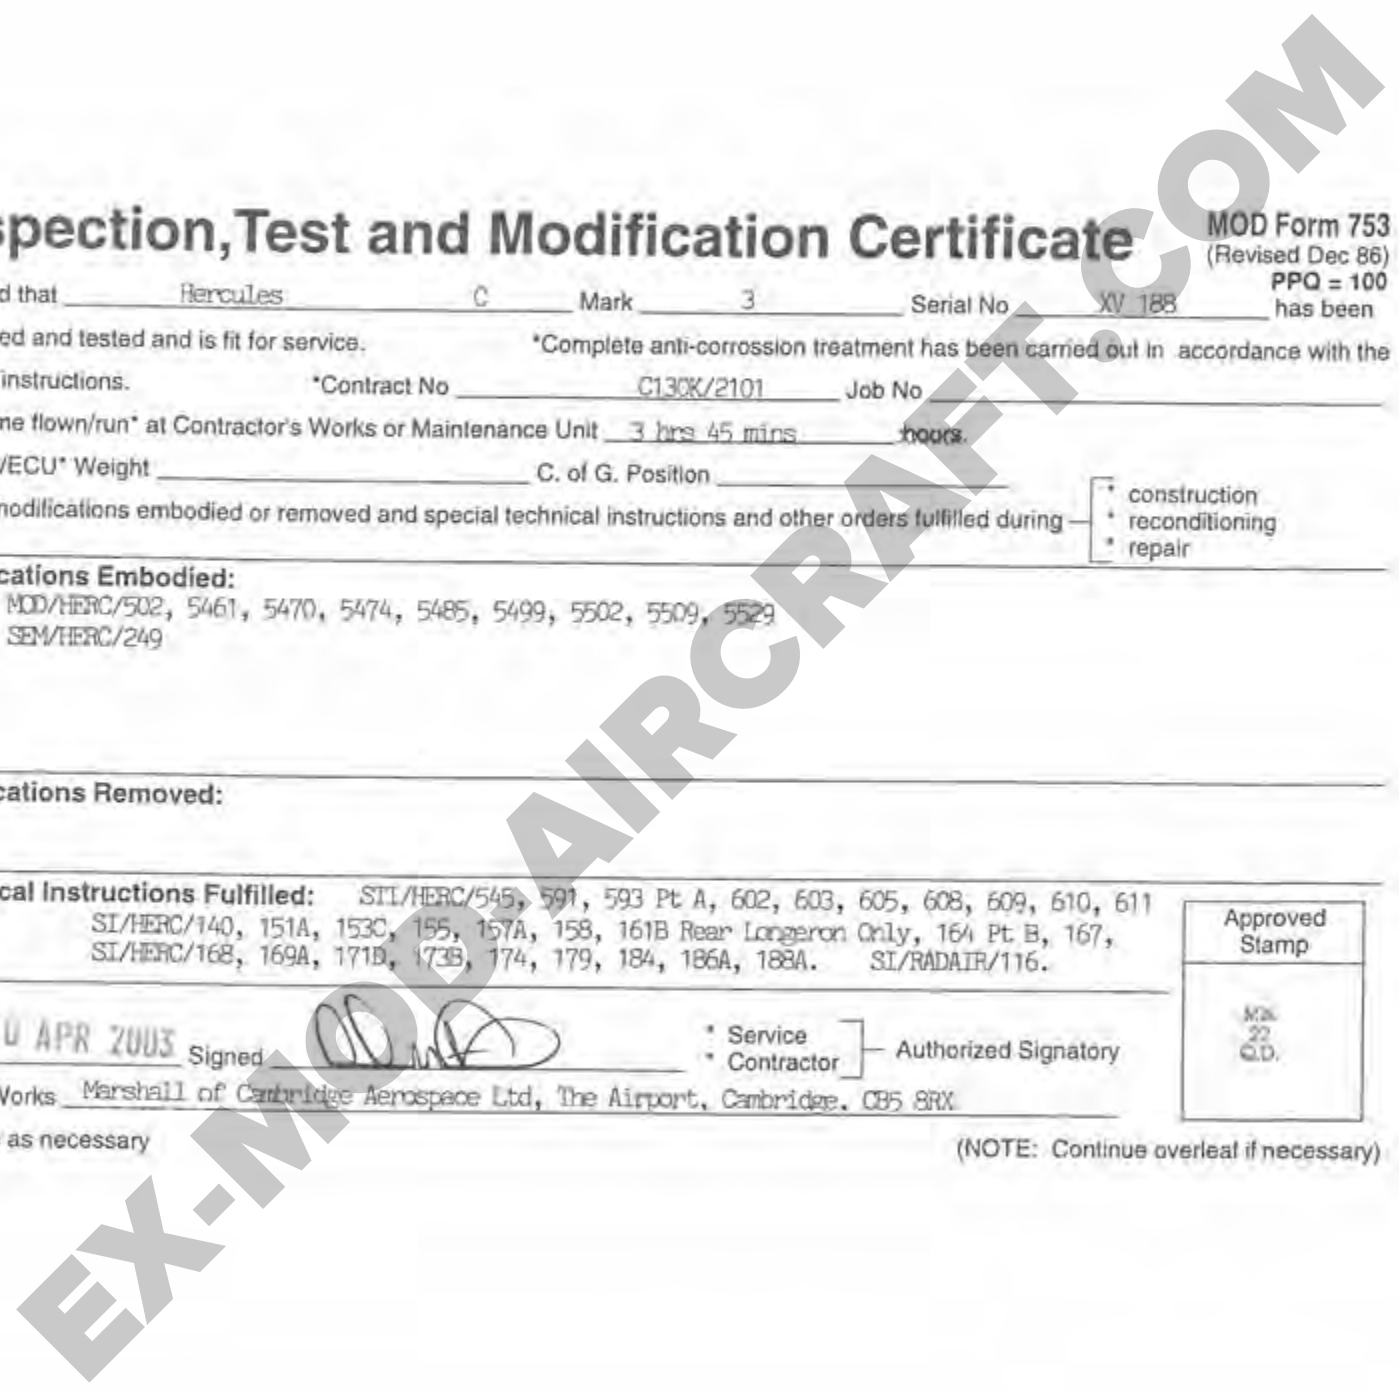 spection, Test and Modification Certificate
MOD Form 753
(Revised Dec 86)
PPQ = 100
d that Hercules C Mark 3 Serial No XV 188 has been
ed and tested and is fit for service. *Complete anti-corrossion treatment has been carried out in accordance with the
instructions. *Contract No C130K/2101 Job No
me flown/run* at Contractor's Works or Maintenance Unit 3 hrs 45 mins hours.
/ECU* Weight C. of G. Position
modifications embodied or removed and special technical instructions and other orders fulfilled during
* construction
* reconditioning
* repair
cations Embodied:
MOD/HERC/502, 5461, 5470, 5474, 5485, 5499, 5502, 5509, 5529
SEM/HERC/249
cations Removed:
cal Instructions Fulfilled: STI/HERC/545, 591, 593 Pt A, 602, 603, 605, 608, 609, 610, 611
SI/HERC/140, 151A, 153C, 155, 157A, 158, 161B Rear Longeron Only, 164 Pt B, 167,
SI/HERC/168, 169A, 171D, 173B, 174, 179, 184, 186A, 188A. SI/RADAIR/116.
Approved
Stamp
0 APR 2003 Signed
* Service
* Contractor
Authorized Signatory
22
Q.D.
Works Marshall of Cambridge Aerospace Ltd, The Airport, Cambridge. CB5 8RX
as necessary
(NOTE: Continue overleaf if necessary)
EX-MOD-AIRCRAFT.COM